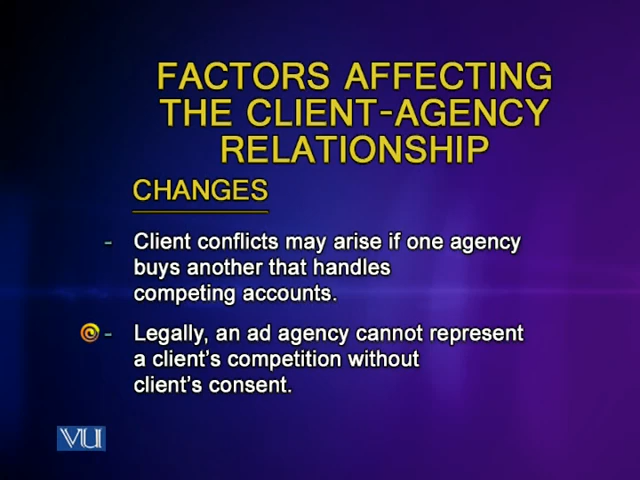 FACTORS AFFECTING
THE CLIENT-AGENCY
RELATIONSHIP
CHANGES
- Client conflicts may arise if one agency
buys another that handles
competing accounts.
- Legally, an ad agency cannot represent
a client's competition without
client's consent.
VU